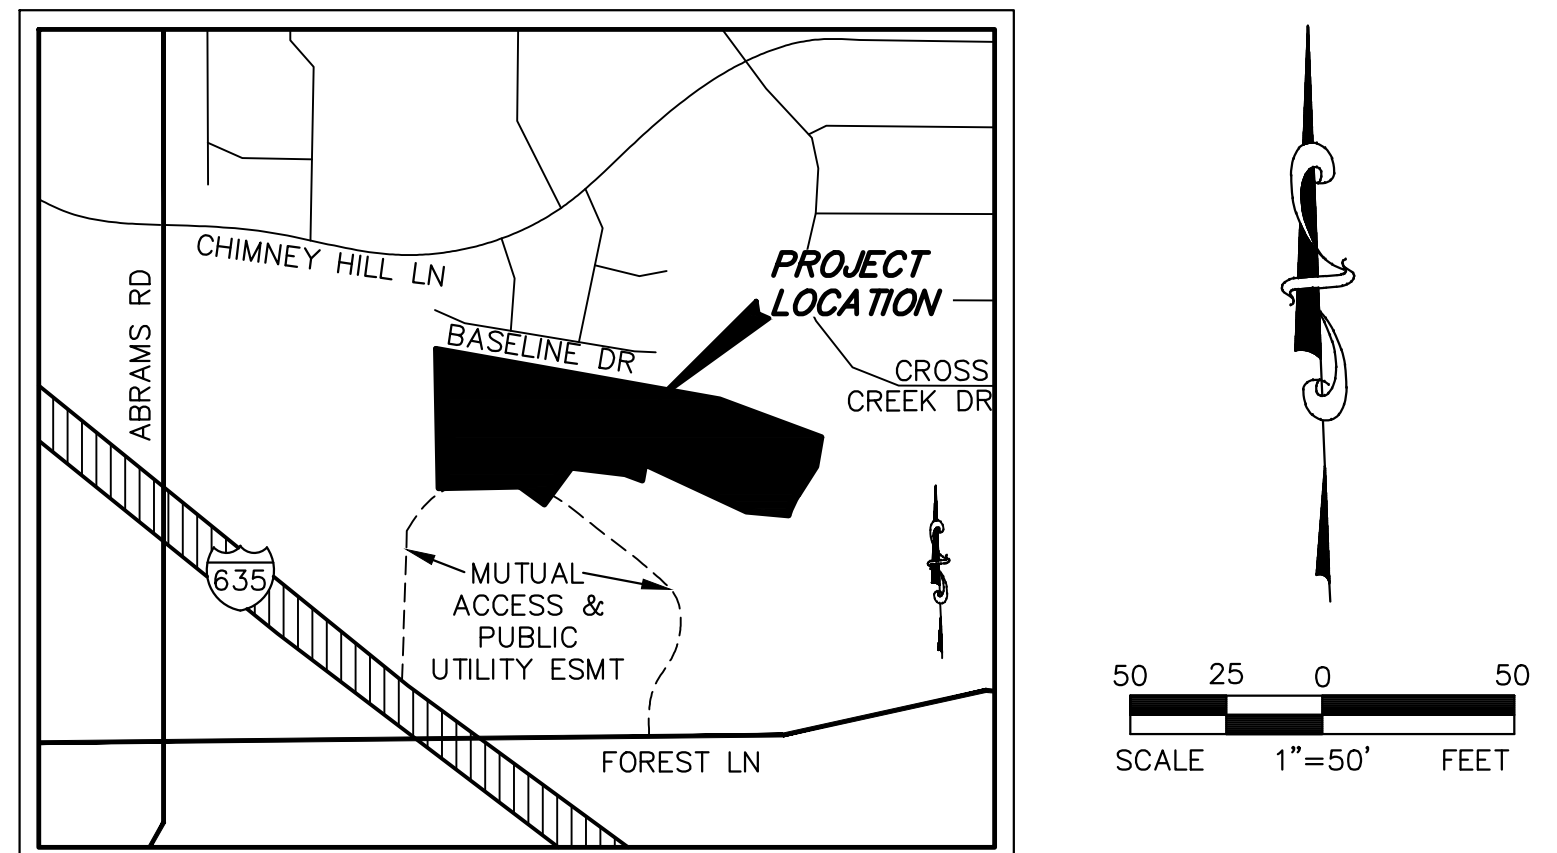 CHIMNEY HILL LN
ABRAMS RD
PROJECT
LOCATION
BASELINE DR
CROSS
CREEK DR
635
MUTUAL
ACCESS &
PUBLIC
UTILITY ESMT
FOREST LN
50 25 0 50
SCALE 1"=50' FEET